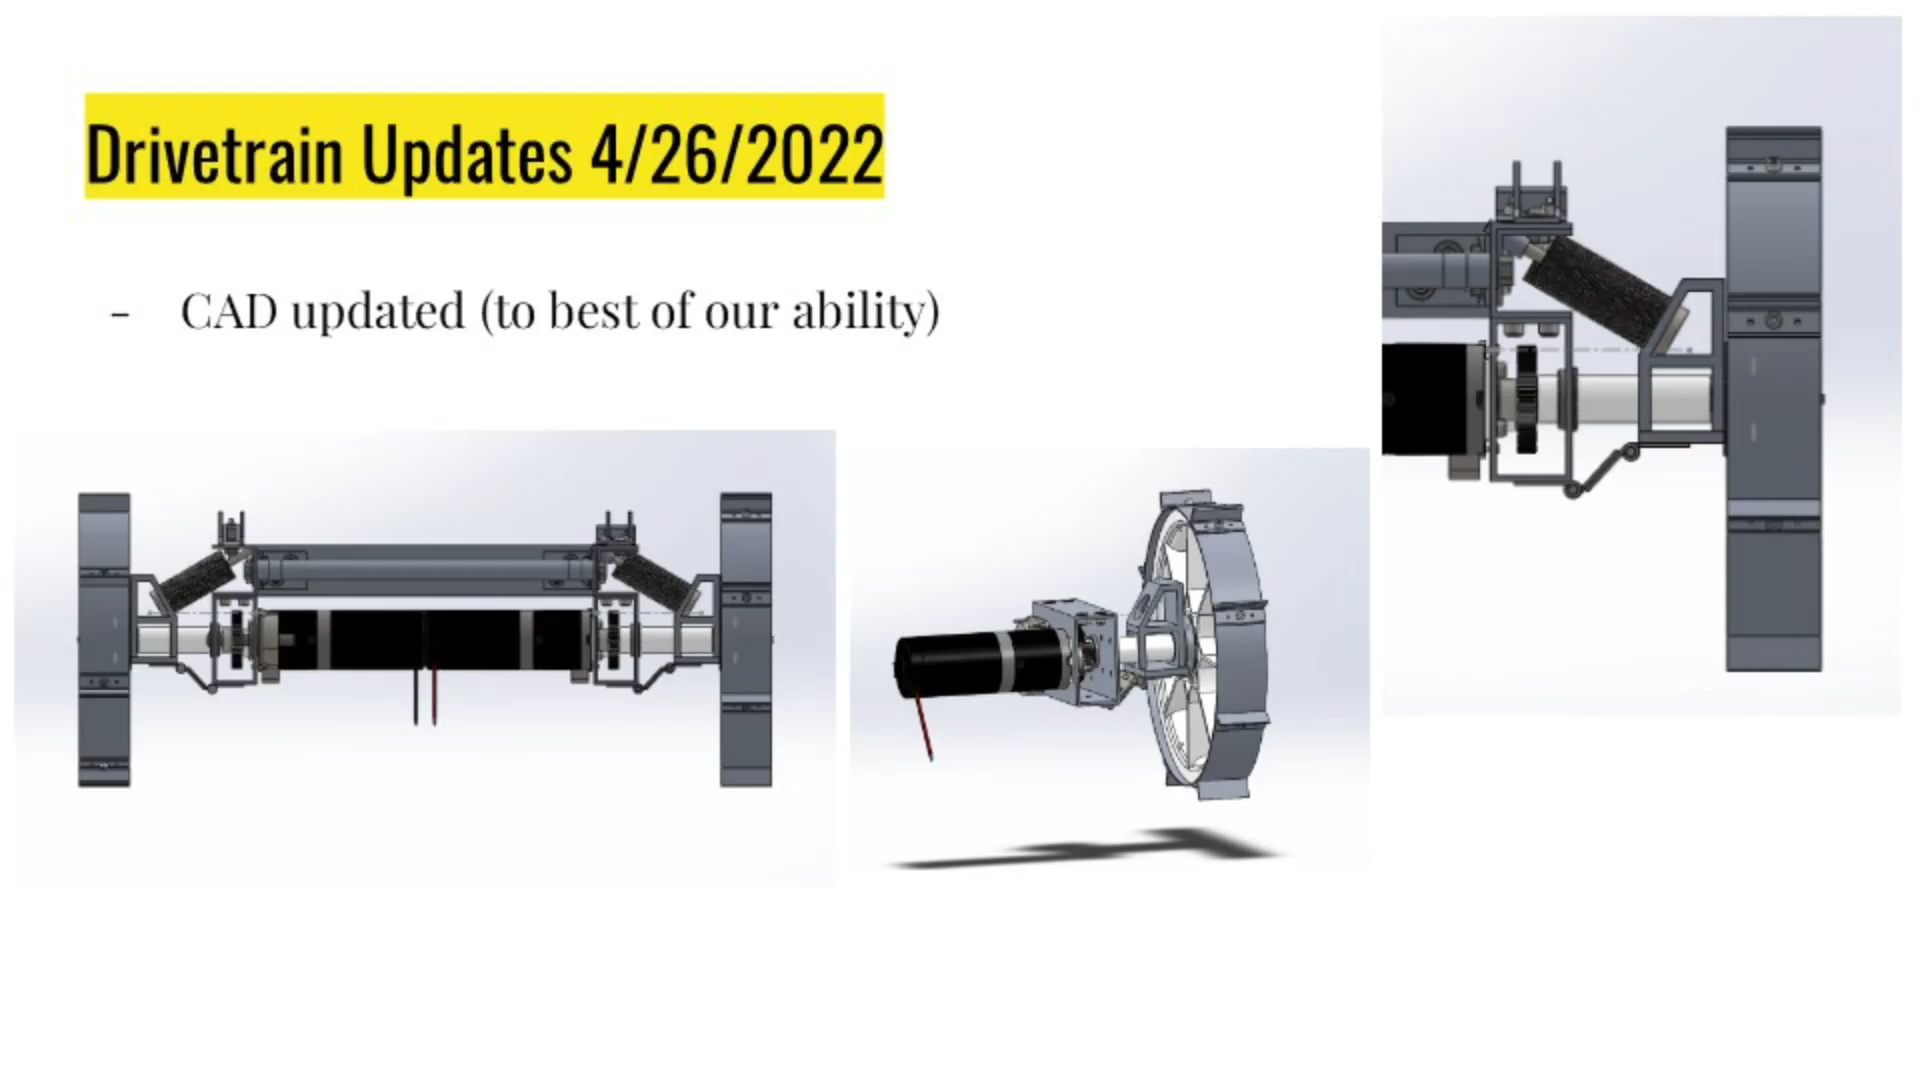 Drivetrain Updates 4/26/2022
- CAD updated (to best of our ability)